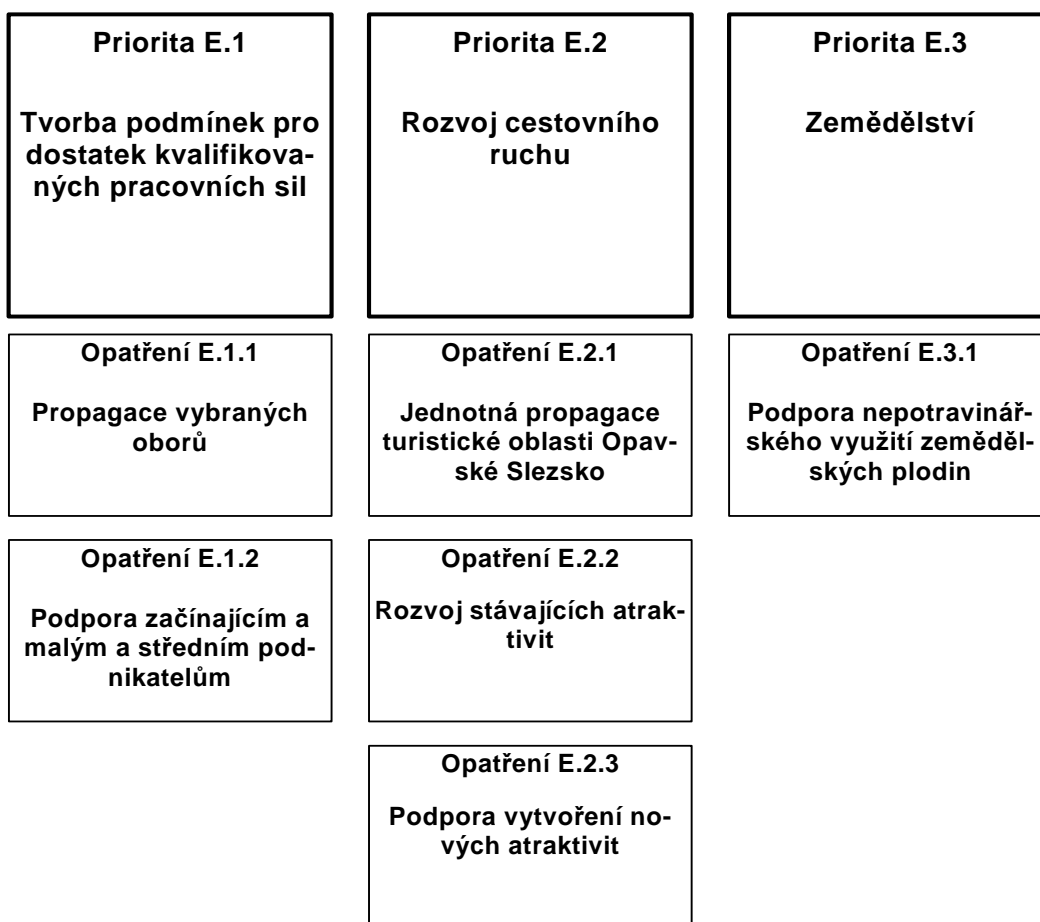 Priorita E.1
Tvorba podmínek pro
dostatek kvalifikova-
ných pracovních sil
Priorita E.2
Rozvoj cestovního
ruchu
Priorita E.3
Zemědělství
Opatření E.1.1
Propagace vybraných
oborů
Opatření E.2.1
Jednotná propagace
turistické oblasti Opav-
ské Slezsko
Opatření E.3.1
Podpora nepotravinář-
ského využití zeměděl-
ských plodin
Opatření E.1.2
Podpora začínajícím a
malým a středním pod-
nikatelům
Opatření E.2.2
Rozvoj stávajících atrak-
tivit
Opatření E.2.3
Podpora vytvoření no-
vých atraktivit